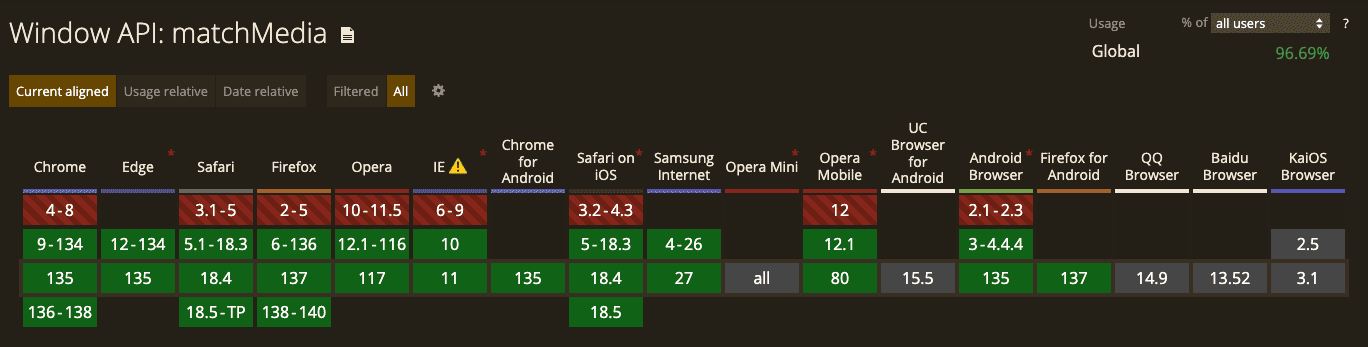 Window API: matchMedia
Usage % of all users ?
Global 96.69%
Current aligned Usage relative Date relative Filtered All
Chrome Edge * Safari Firefox Opera IE * Chrome for Android Safari on iOS * Samsung Internet Opera Mini * Opera Mobile * UC Browser for Android Android Browser * Firefox for Android QQ Browser Baidu Browser KaiOS Browser
4-8 3.1-5 2-5 10-11.5 6-9 3.2-4.3 12 2.1-2.3
9-134 12-134 5.1-18.3 6-136 12.1-116 10 5-18.3 4-26 12.1 3-4.4.4 2.5
135 135 18.4 137 117 11 135 18.4 27 all 80 15.5 135 137 14.9 13.52 3.1
136-138 18.5-TP 138-140 18.5